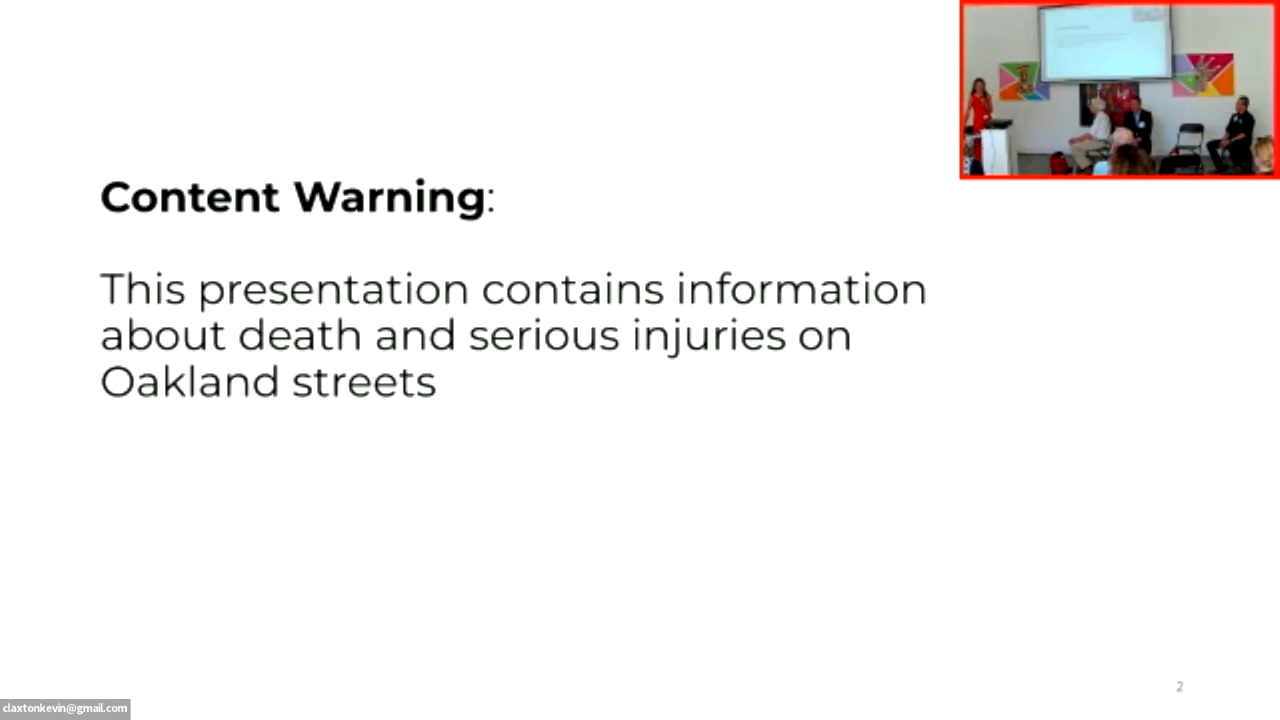 Content Warning:
This presentation contains information
about death and serious injuries on
Oakland streets
2
claxtonkevin@gmail.com